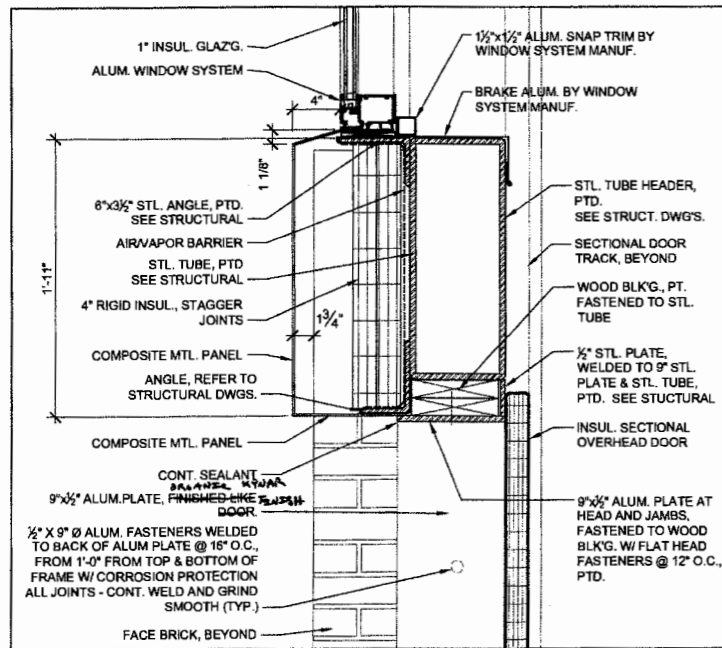 1" INSUL. GLAZ'G.
ALUM. WINDOW SYSTEM
4"
1 1/8"
1'-11"
6"x3½" STL. ANGLE, PTD.
SEE STRUCTURAL
AIR/VAPOR BARRIER
STL. TUBE, PTD
SEE STRUCTURAL
4" RIGID INSUL., STAGGER
JOINTS
1¾"
COMPOSITE MTL. PANEL
ANGLE, REFER TO
STRUCTURAL DWGS.
COMPOSITE MTL. PANEL
CONT. SEALANT
ORGANIC KYNAR
9"x½" ALUM.PLATE, FINISHED LIKE FINISH
DOOR.
½" X 9" Ø ALUM. FASTENERS WELDED
TO BACK OF ALUM PLATE @ 16" O.C.,
FROM 1'-0" FROM TOP & BOTTOM OF
FRAME W/ CORROSION PROTECTION
ALL JOINTS - CONT. WELD AND GRIND
SMOOTH (TYP.)
FACE BRICK, BEYOND
1½"x1½" ALUM. SNAP TRIM BY
WINDOW SYSTEM MANUF.
BRAKE ALUM. BY WINDOW
SYSTEM MANUF.
STL. TUBE HEADER,
PTD.
SEE STRUCT. DWG'S.
SECTIONAL DOOR
TRACK, BEYOND
WOOD BLK'G., PT.
FASTENED TO STL.
TUBE
½" STL. PLATE,
WELDED TO 9" STL.
PLATE & STL. TUBE,
PTD. SEE STUCTURAL
INSUL. SECTIONAL
OVERHEAD DOOR
9"x½" ALUM. PLATE AT
HEAD AND JAMBS,
FASTENED TO WOOD
BLK'G. W/ FLAT HEAD
FASTENERS @ 12" O.C.,
PTD.